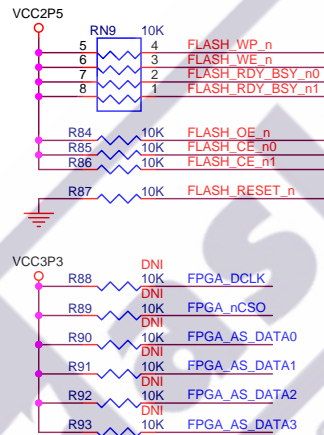 VCC2P5
RN9 10K
5 4 FLASH_WP_n
6 3 FLASH_WE_n
7 2 FLASH_RDY_BSY_n0
8 1 FLASH_RDY_BSY_n1
R84 10K FLASH_OE_n
R85 10K FLASH_CE_n0
R86 10K FLASH_CE_n1
R87 10K FLASH_RESET_n
VCC3P3
DNI
R88 10K FPGA_DCLK
DNI
R89 10K FPGA_nCSO
DNI
R90 10K FPGA_AS_DATA0
DNI
R91 10K FPGA_AS_DATA1
DNI
R92 10K FPGA_AS_DATA2
DNI
R93 10K FPGA_AS_DATA3